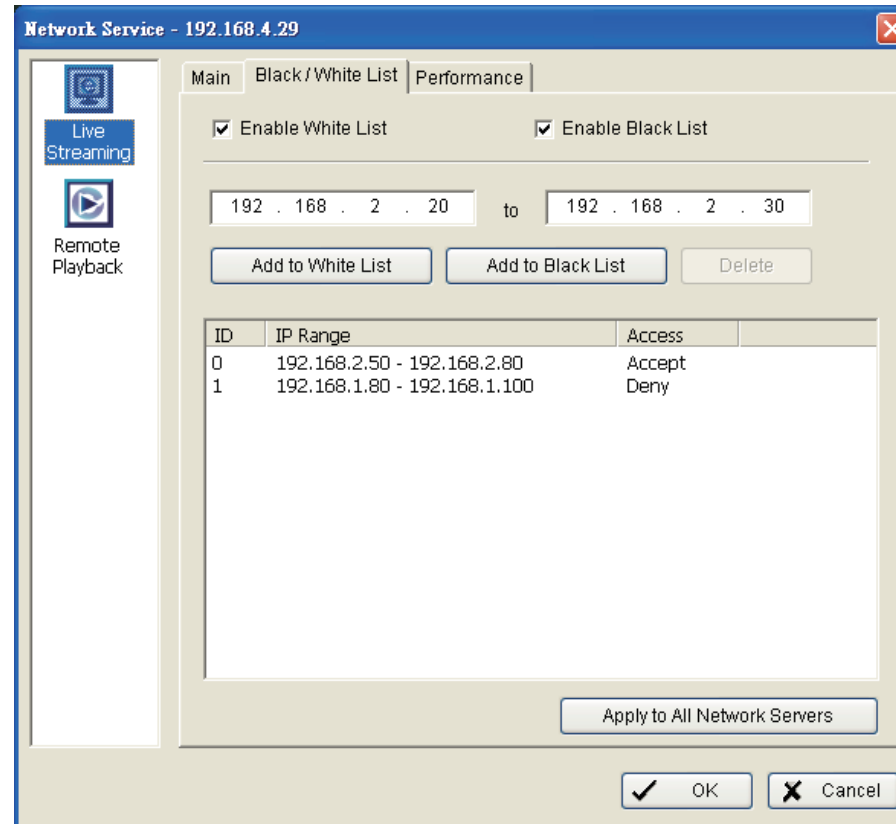 Network Service - 192.168.4.29
Live
Streaming
Remote
Playback
Main Black / White List Performance
Enable White List Enable Black List
192 . 168 . 2 . 20 to 192 . 168 . 2 . 30
Add to White List Add to Black List Delete
ID IP Range Access
0 192.168.2.50 - 192.168.2.80 Accept
1 192.168.1.80 - 192.168.1.100 Deny
Apply to All Network Servers
OK Cancel